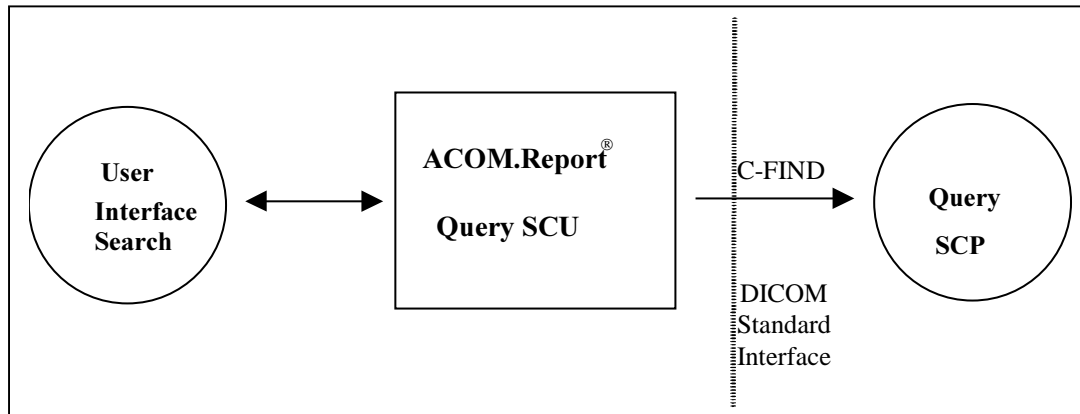 User
Interface
Search
ACOM.Report®
Query SCU
C-FIND
DICOM
Standard
Interface
Query
SCP